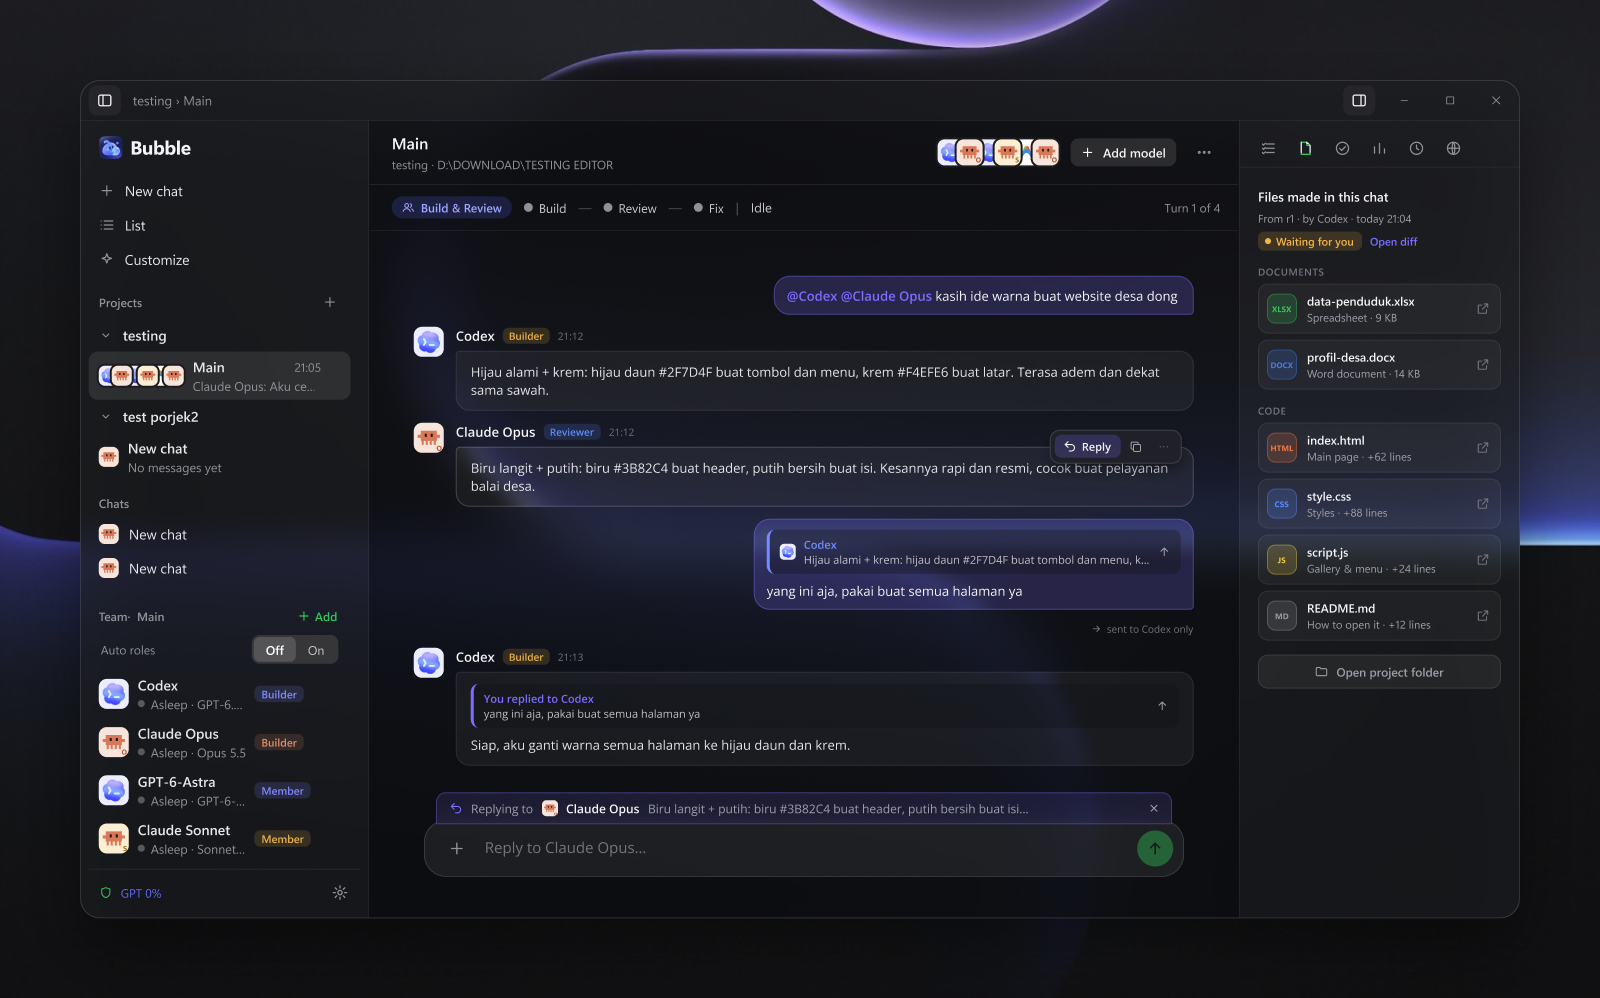 testing › Main
Bubble
New chat
List
Customize
Projects
testing
Main 21:05
Claude Opus: Aku ce...
test porjek2
New chat
No messages yet
Chats
New chat
New chat
Team· Main + Add
Auto roles Off On
Codex
Asleep · GPT-6.... Builder
Claude Opus
Asleep · Opus 5.5 Builder
GPT-6-Astra
Asleep · GPT-6-... Member
Claude Sonnet
Asleep · Sonnet... Member
GPT 0%
Main
testing · D:\DOWNLOAD\TESTING EDITOR
+ Add model
Build & Review Build — Review — Fix | Idle
Turn 1 of 4
@Codex @Claude Opus kasih ide warna buat website desa dong
Codex Builder 21:12
Hijau alami + krem: hijau daun #2F7D4F buat tombol dan menu, krem #F4EFE6 buat latar. Terasa adem dan dekat
sama sawah.
Claude Opus Reviewer 21:12
Reply
Biru langit + putih: biru #3B82C4 buat header, putih bersih buat isi. Kesannya rapi dan resmi, cocok buat pelayanan
balai desa.
Codex
Hijau alami + krem: hijau daun #2F7D4F buat tombol dan menu, k...
yang ini aja, pakai buat semua halaman ya
→ sent to Codex only
Codex Builder 21:13
You replied to Codex
yang ini aja, pakai buat semua halaman ya
Siap, aku ganti warna semua halaman ke hijau daun dan krem.
Replying to Claude Opus Biru langit + putih: biru #3B82C4 buat header, putih bersih buat isi...
Reply to Claude Opus...
Files made in this chat
From r1 · by Codex · today 21:04
Waiting for you Open diff
DOCUMENTS
XLSX data-penduduk.xlsx
Spreadsheet · 9 KB
DOCX profil-desa.docx
Word document · 14 KB
CODE
HTML index.html
Main page · +62 lines
CSS style.css
Styles · +88 lines
JS script.js
Gallery & menu · +24 lines
MD README.md
How to open it · +12 lines
Open project folder